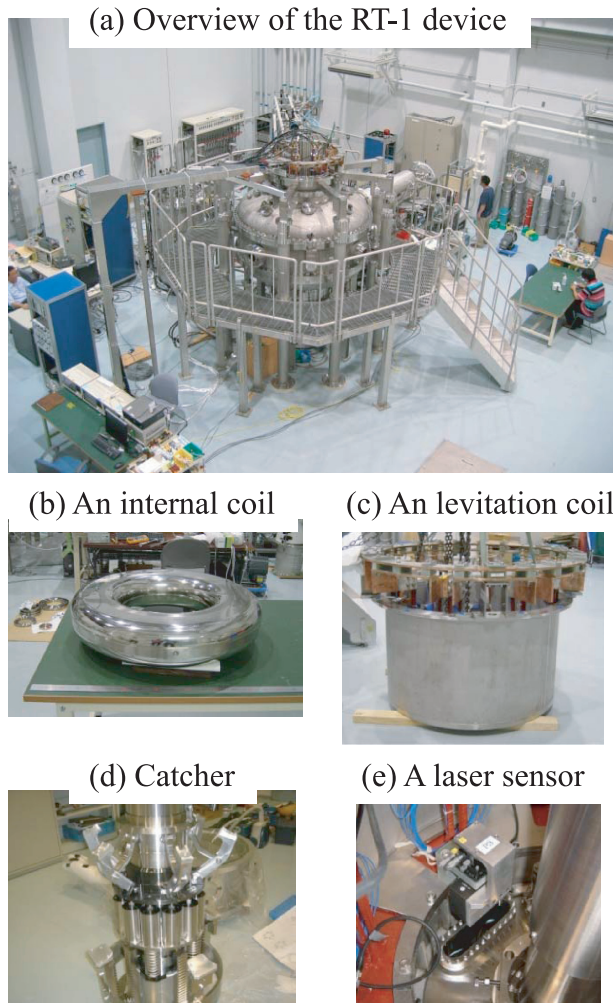 (a) Overview of the RT-1 device
(b) An internal coil
(c) An levitation coil
(d) Catcher
(e) A laser sensor